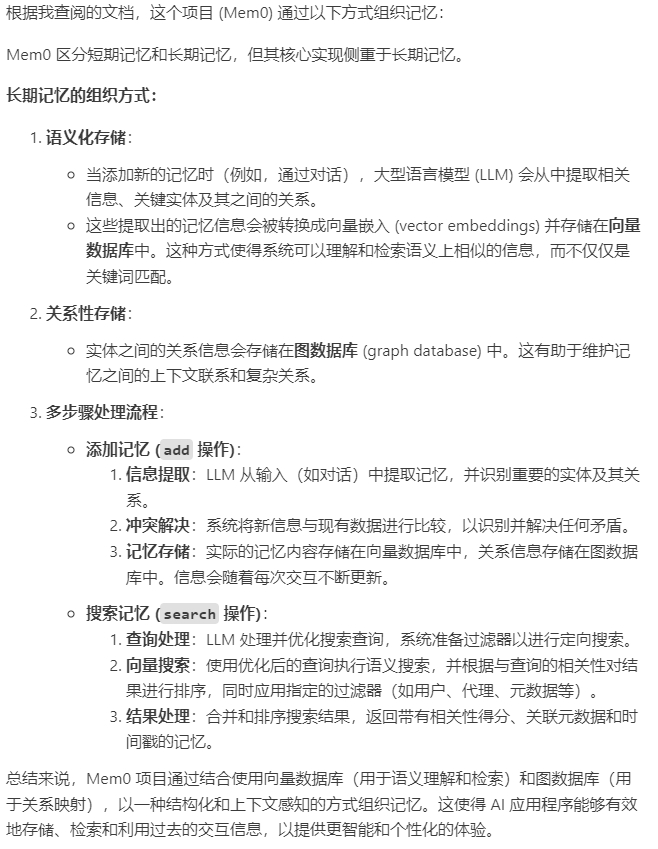 根据我查阅的文档，这个项目 (Mem0) 通过以下方式组织记忆：
Mem0 区分短期记忆和长期记忆，但其核心实现侧重于长期记忆。
长期记忆的组织方式：
1. 语义化存储：
当添加新的记忆时（例如，通过对话），大型语言模型 (LLM) 会从中提取相关
信息、关键实体及其之间的关系。
这些提取出的记忆信息会被转换成向量嵌入 (vector embeddings) 并存储在向量
数据库中。这种方式使得系统可以理解和检索语义上相似的信息，而不仅仅是
关键词匹配。
2. 关系性存储：
实体之间的关系信息会存储在图数据库 (graph database) 中。这有助于维护记
忆之间的上下文联系和复杂关系。
3. 多步骤处理流程：
添加记忆 (add 操作)：
1. 信息提取：LLM 从输入（如对话）中提取记忆，并识别重要的实体及其关
系。
2. 冲突解决：系统将新信息与现有数据进行比较，以识别并解决任何矛盾。
3. 记忆存储：实际的记忆内容存储在向量数据库中，关系信息存储在图数据
库中。信息会随着每次交互不断更新。
搜索记忆 (search 操作)：
1. 查询处理：LLM 处理并优化搜索查询，系统准备过滤器以进行定向搜索。
2. 向量搜索：使用优化后的查询执行语义搜索，并根据与查询的相关性对结
果进行排序，同时应用指定的过滤器（如用户、代理、元数据等）。
3. 结果处理：合并和排序搜索结果，返回带有相关性得分、关联元数据和时
间戳的记忆。
总结来说，Mem0 项目通过结合使用向量数据库（用于语义理解和检索）和图数据库（用
于关系映射），以一种结构化和上下文感知的方式组织记忆。这使得 AI 应用程序能够有效
地存储、检索和利用过去的交互信息，以提供更智能和个性化的体验。